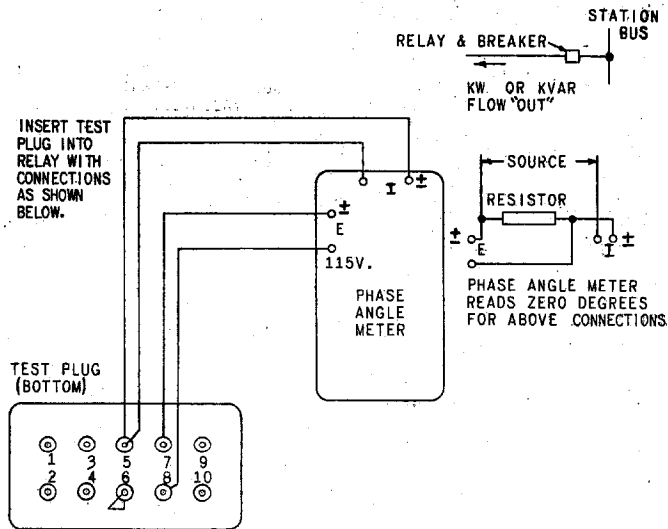 STATION
BUS
RELAY & BREAKER
KW. OR KVAR
FLOW "OUT"
INSERT TEST
PLUG INTO
RELAY WITH
CONNECTIONS
AS SHOWN
BELOW.
I ±
±
E
115V.
PHASE
ANGLE
METER
SOURCE
RESISTOR
±
E
I ±
PHASE ANGLE METER
READS ZERO DEGREES
FOR ABOVE CONNECTIONS.
TEST PLUG
(BOTTOM)
1 3 5 7 9
2 4 6 8 10